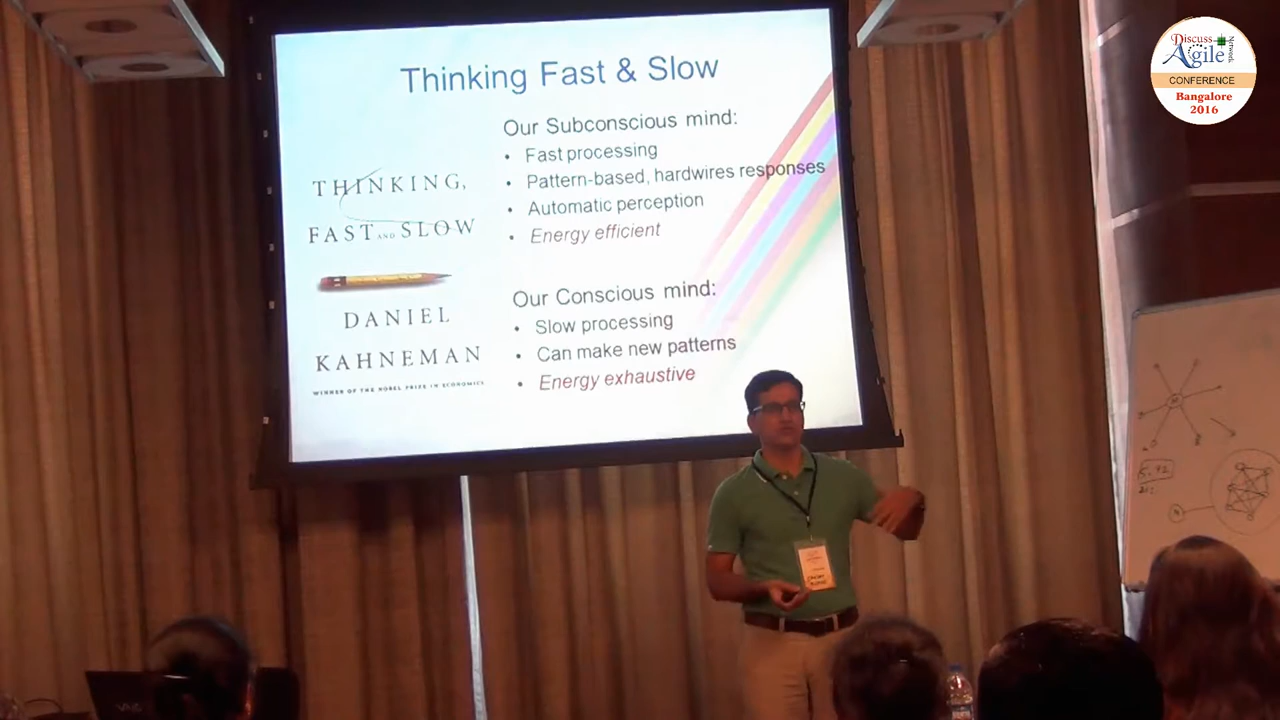 Thinking Fast & Slow
THINKING,
FAST AND SLOW
DANIEL
KAHNEMAN
WINNER OF THE NOBEL PRIZE IN ECONOMICS
Our Subconscious mind:
• Fast processing
• Pattern-based, hardwires responses
• Automatic perception
• Energy efficient
Our Conscious mind:
• Slow processing
• Can make new patterns
• Energy exhaustive
Discuss
Agile
Network
CONFERENCE
Bangalore
2016